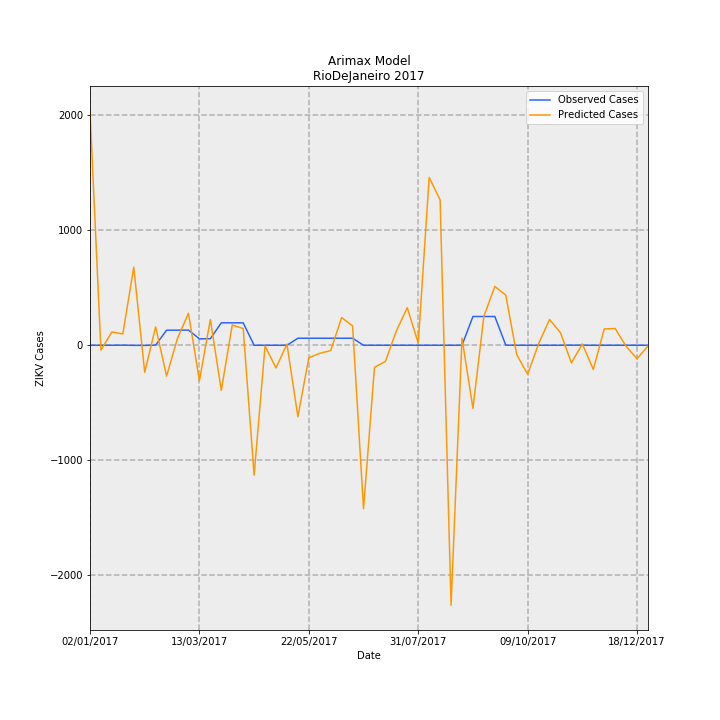 Arimax Model
RioDeJaneiro 2017
Observed Cases
Predicted Cases
2000
1000
0
−1000
−2000
ZIKV Cases
02/01/2017
13/03/2017
22/05/2017
31/07/2017
09/10/2017
18/12/2017
Date